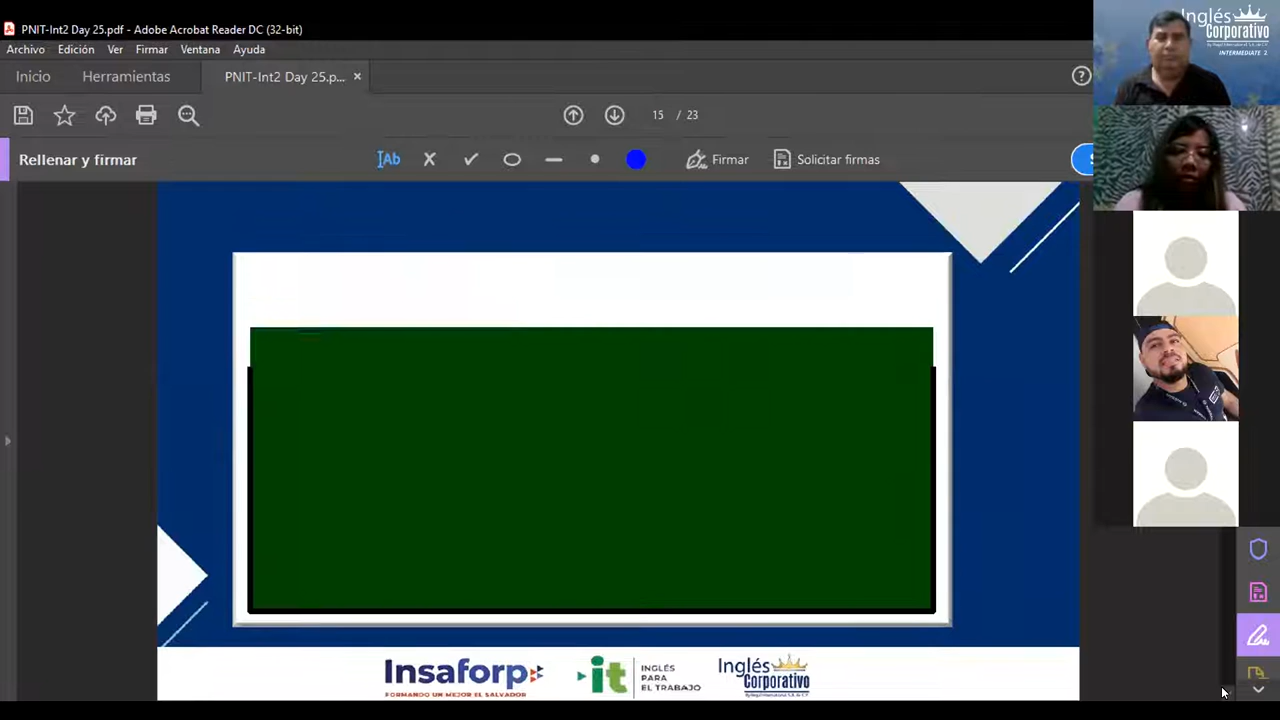 PNIT-Int2 Day 25.pdf - Adobe Acrobat Reader DC (32-bit)
Archivo Edición Ver Firmar Ventana Ayuda
Inicio Herramientas PNIT-Int2 Day 25.p... ×
15 / 23
Rellenar y firmar
Ab
Firmar
Solicitar firmas
Inglés
Corporativo
INTERMEDIATE 2
Insaforp
FORMANDO UN MEJOR EL SALVADOR
it
INGLÉS
PARA
EL TRABAJO
Inglés
Corporativo